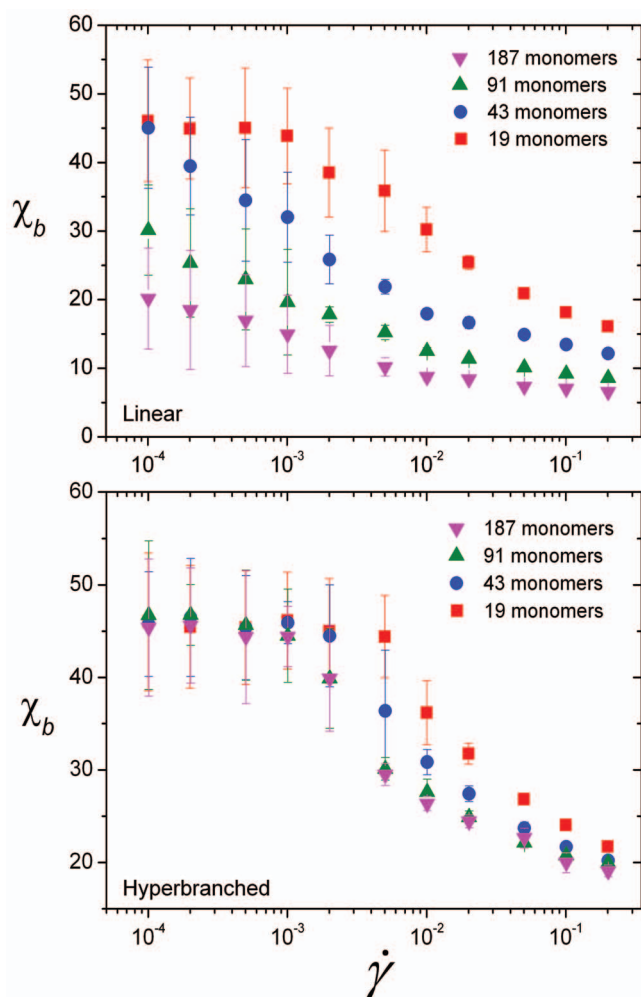 60
50
40
30
20
10
0
χb
187 monomers
91 monomers
43 monomers
19 monomers
Linear
10⁻⁴
10⁻³
10⁻²
10⁻¹
60
50
40
30
20
χb
187 monomers
91 monomers
43 monomers
19 monomers
Hyperbranched
10⁻⁴
10⁻³
10⁻²
10⁻¹
γ̇